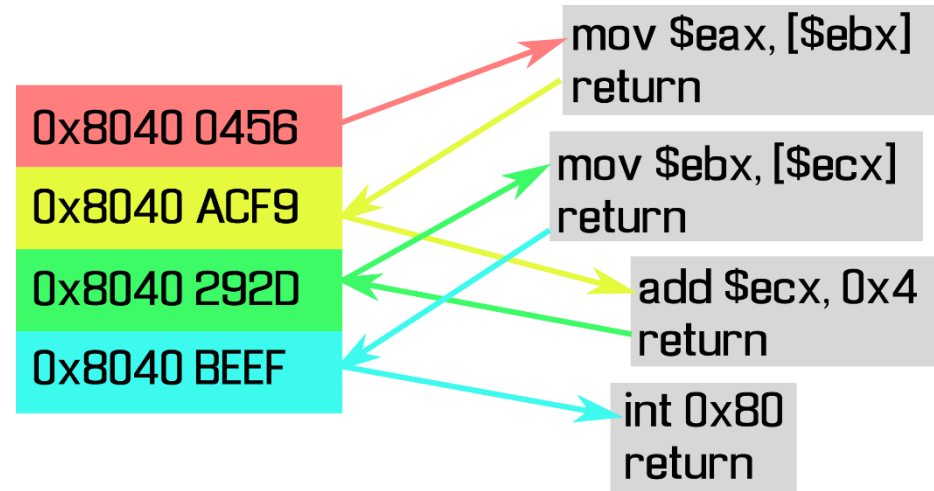 0x8040 0456
0x8040 ACF9
0x8040 292D
0x8040 BEEF
mov $eax, [$ebx]
return
mov $ebx, [$ecx]
return
add $ecx, 0x4
return
int 0x80
return